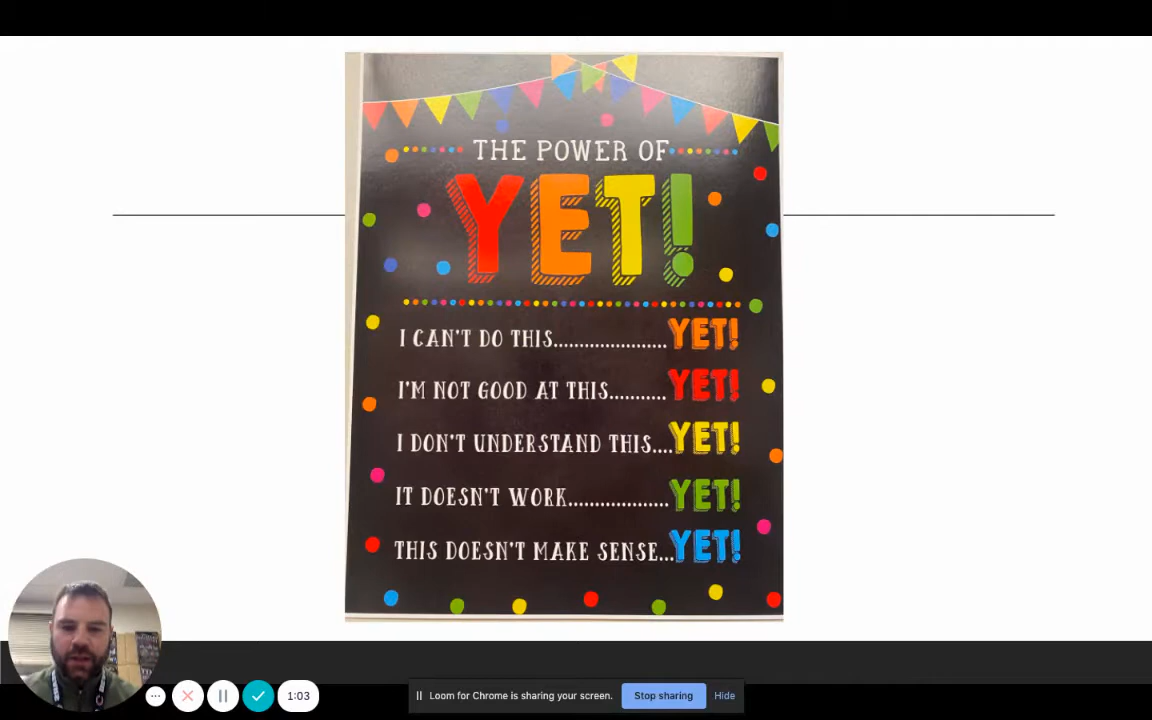 THE POWER OF
YET!
I CAN'T DO THIS.....................YET!
I'M NOT GOOD AT THIS...........YET!
I DON'T UNDERSTAND THIS....YET!
IT DOESN'T WORK...................YET!
THIS DOESN'T MAKE SENSE...YET!
1:03
Loom for Chrome is sharing your screen.
Stop sharing
Hide